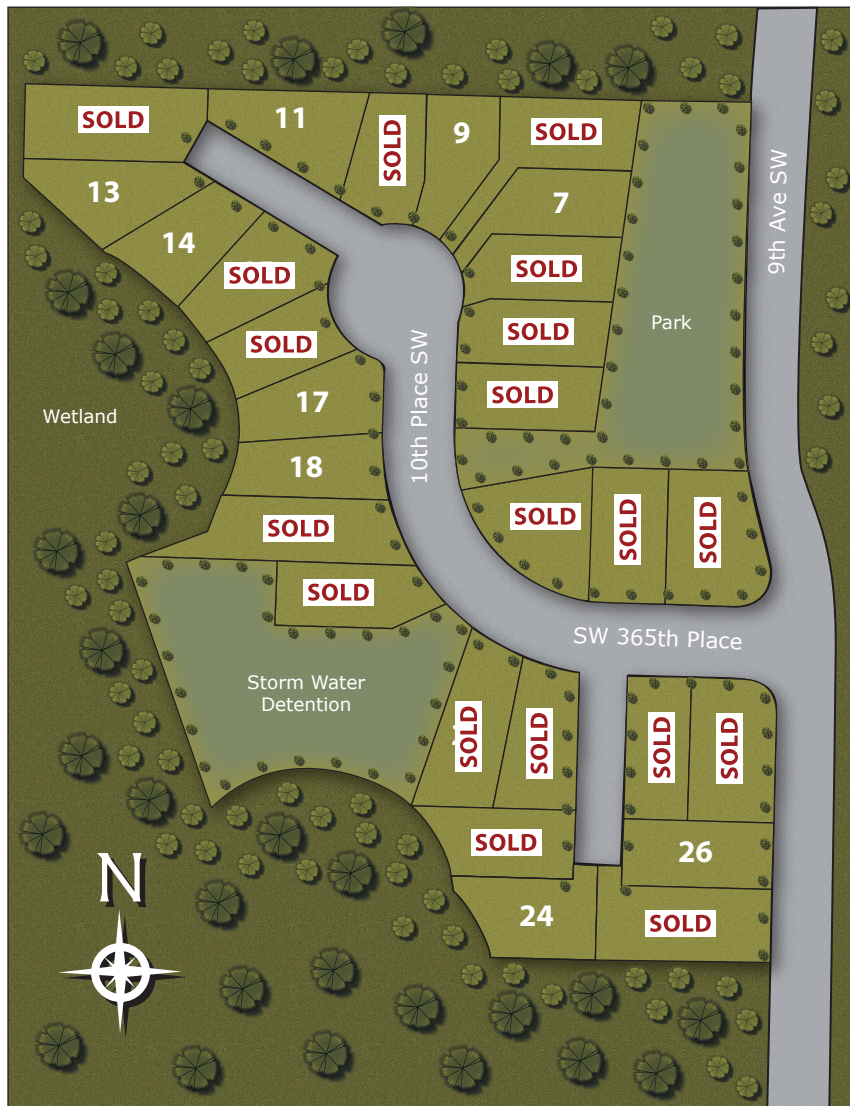 SOLD
11
SOLD
9
SOLD
13
7
14
SOLD
SOLD
SOLD
SOLD
SOLD
17
SOLD
Park
9th Ave SW
10th Place SW
Wetland
18
SOLD
SOLD
SOLD
SOLD
SOLD
SW 365th Place
Storm Water
Detention
SOLD
SOLD
SOLD
SOLD
SOLD
26
24
SOLD
N